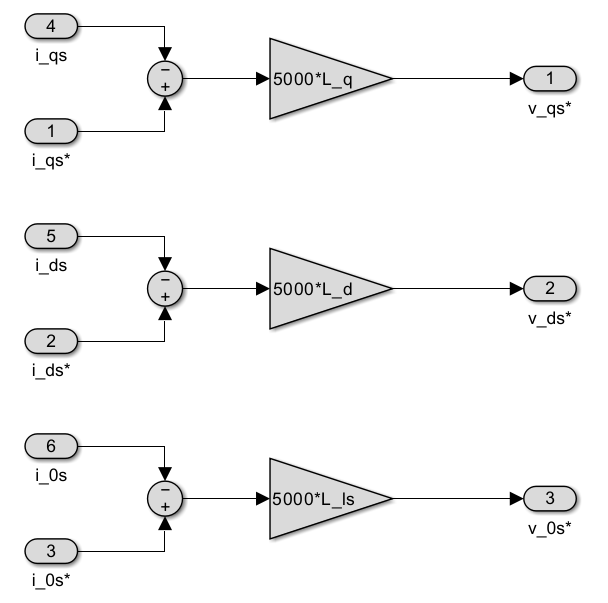 4
i_qs
−
+
5000*L_q
1
v_qs*
1
i_qs*
5
i_ds
−
+
5000*L_d
2
v_ds*
2
i_ds*
6
i_0s
−
+
5000*L_ls
3
v_0s*
3
i_0s*